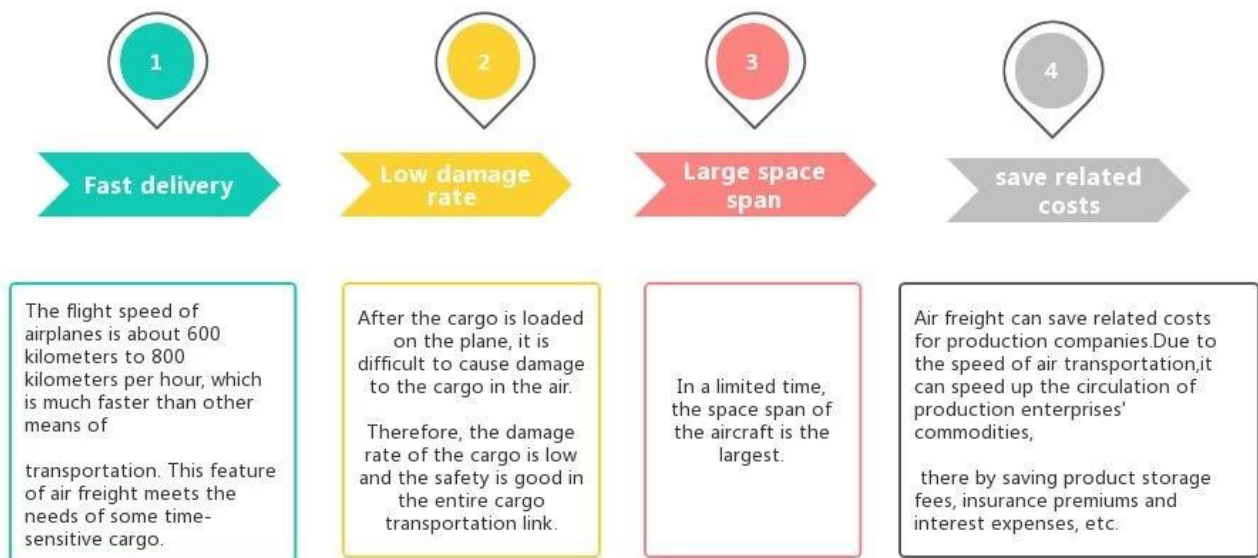 1
Fast delivery
The flight speed of
airplanes is about 600
kilometers to 800
kilometers per hour, which
is much faster than other
means of
transportation. This feature
of air freight meets the
needs of some time-
sensitive cargo.
2
Low damage
rate
After the cargo is loaded
on the plane, it is
difficult to cause damage
to the cargo in the air.
Therefore, the damage
rate of the cargo is low
and the safety is good in
the entire cargo
transportation link.
3
Large space
span
In a limited time,
the space span of
the aircraft is the
largest.
4
save related
costs
Air freight can save related costs
for production companies.Due to
the speed of air transportation,it
can speed up the circulation of
production enterprises'
commodities,
there by saving product storage
fees, insurance premiums and
interest expenses, etc.